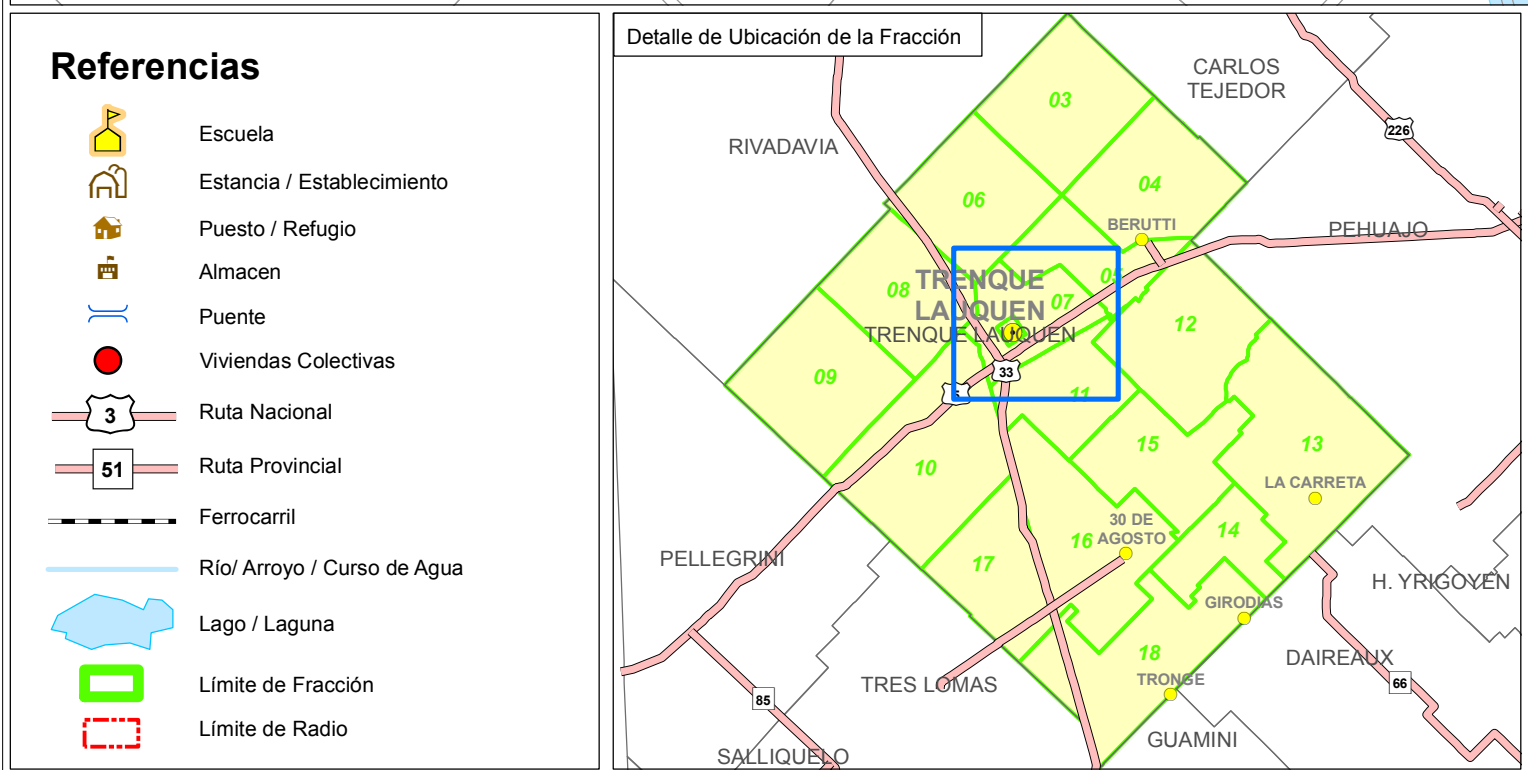 Referencias
Escuela
Estancia / Establecimiento
Puesto / Refugio
Almacen
Puente
Viviendas Colectivas
3
Ruta Nacional
51
Ruta Provincial
Ferrocarril
Río/ Arroyo / Curso de Agua
Lago / Laguna
Límite de Fracción
Límite de Radio
Detalle de Ubicación de la Fracción
CARLOS
TEJEDOR
03
226
RIVADAVIA
04
06
BERUTTI
PEHUAJO
05
TRENQUE
LAUQUEN
08
07
12
TRENQUE LAUQUEN
33
09
11
15
13
10
LA CARRETA
30 DE
AGOSTO
16
14
PELLEGRINI
17
H. YRIGOYEN
GIRODIAS
18
DAIREAUX
TRES LOMAS
TRONGE
66
85
GUAMINI
SALLIQUELO